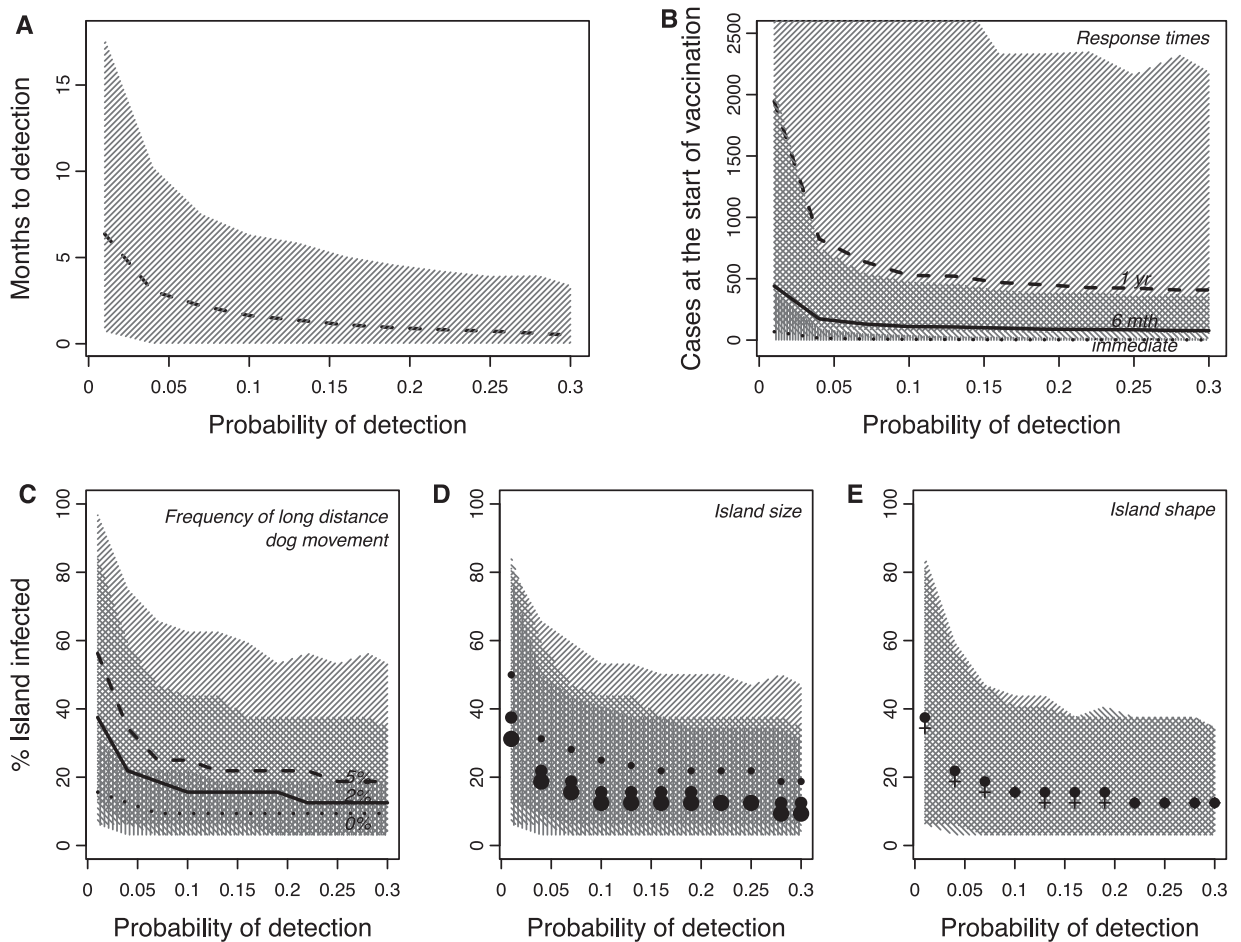 A
Months to detection
15
10
5
0
0 0.05 0.1 0.15 0.2 0.25 0.3
Probability of detection
B
Response times
Cases at the start of vaccination
2500
2000
1500
1000
500
0
1 yr
6 mth
immediate
0 0.05 0.1 0.15 0.2 0.25 0.3
Probability of detection
C
Frequency of long distance
dog movement
% Island infected
100
80
60
40
20
0
5%
2%
0%
0 0.05 0.1 0.15 0.2 0.25 0.3
Probability of detection
D
Island size
100
80
60
40
20
0
0 0.05 0.1 0.15 0.2 0.25 0.3
Probability of detection
E
Island shape
100
80
60
40
20
0
0 0.05 0.1 0.15 0.2 0.25 0.3
Probability of detection